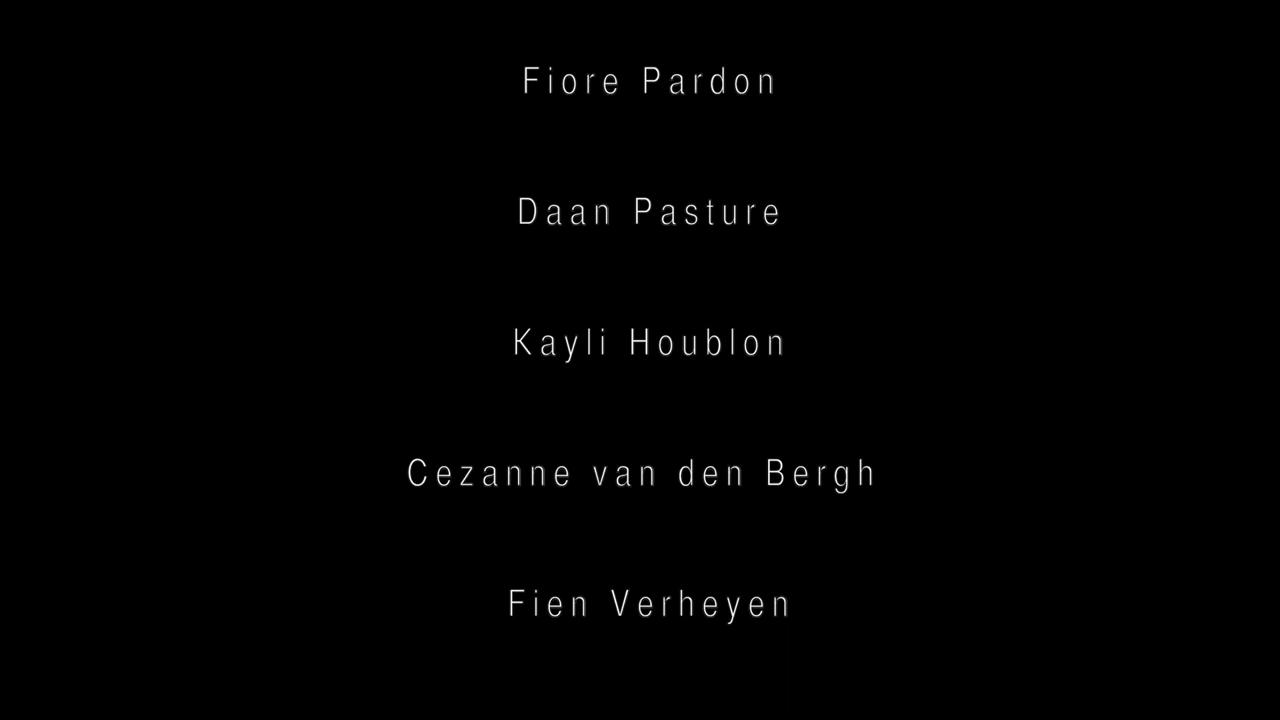 Fiore Pardon
Daan Pasture
Kayli Houblon
Cezanne van den Bergh
Fien Verheyen